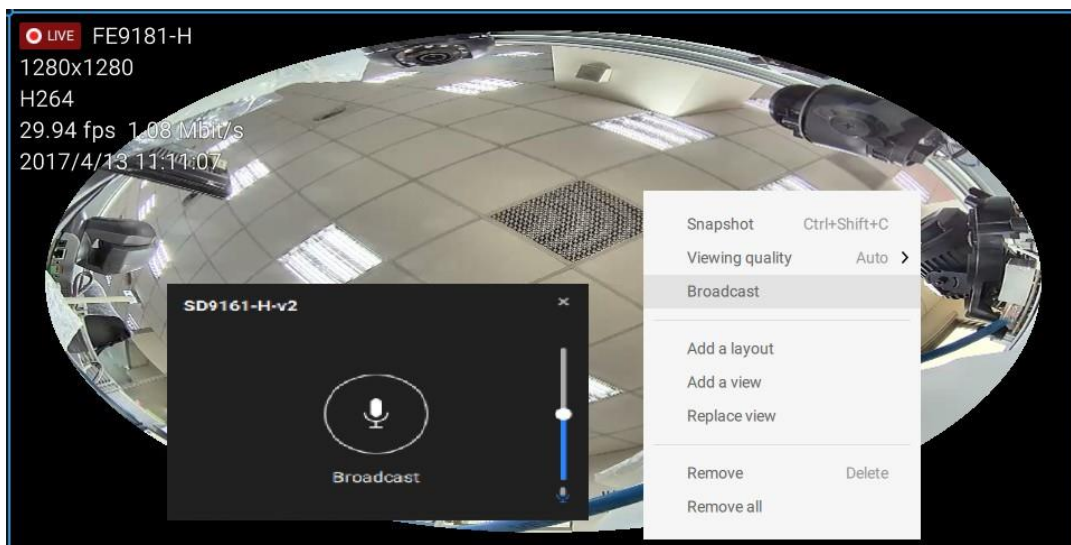 LIVE FE9181-H
1280x1280
H264
29.94 fps 1.08 Mbit/s
2017/4/13 11:11:07
SD9161-H-v2 ×
Broadcast
Snapshot Ctrl+Shift+C
Viewing quality Auto >
Broadcast
Add a layout
Add a view
Replace view
Remove Delete
Remove all